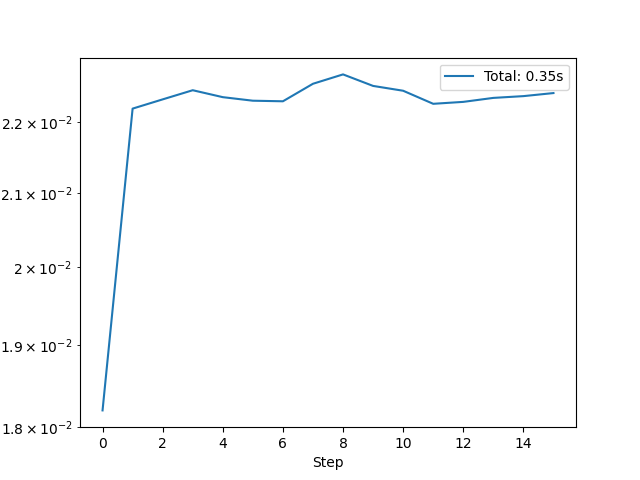 Total: 0.35s
2.2 × 10⁻²
2.1 × 10⁻²
2 × 10⁻²
1.9 × 10⁻²
1.8 × 10⁻²
0 2 4 6 8 10 12 14
Step